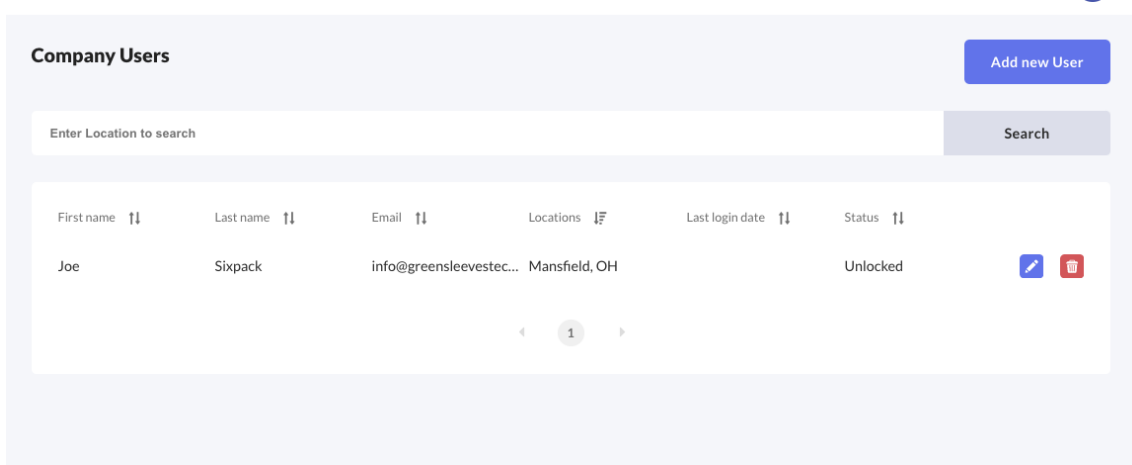 Company Users
Add new User
Enter Location to search
Search
First name Last name Email Locations Last login date Status
Joe Sixpack info@greensleevestec... Mansfield, OH Unlocked
1